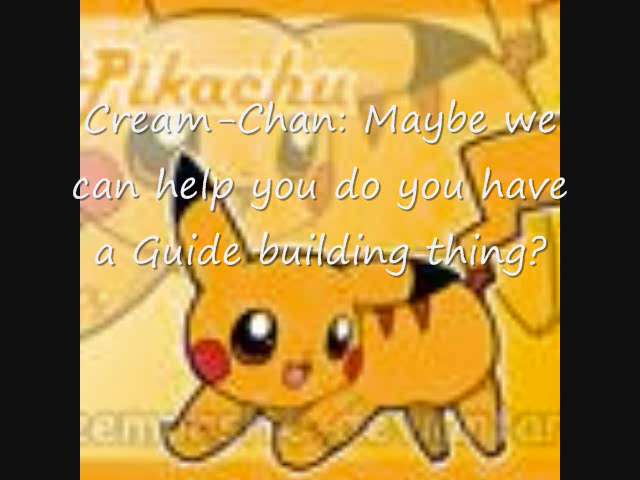 Pikachu
Cream-Chan: Maybe we
can help you do you have
a Guide building thing?